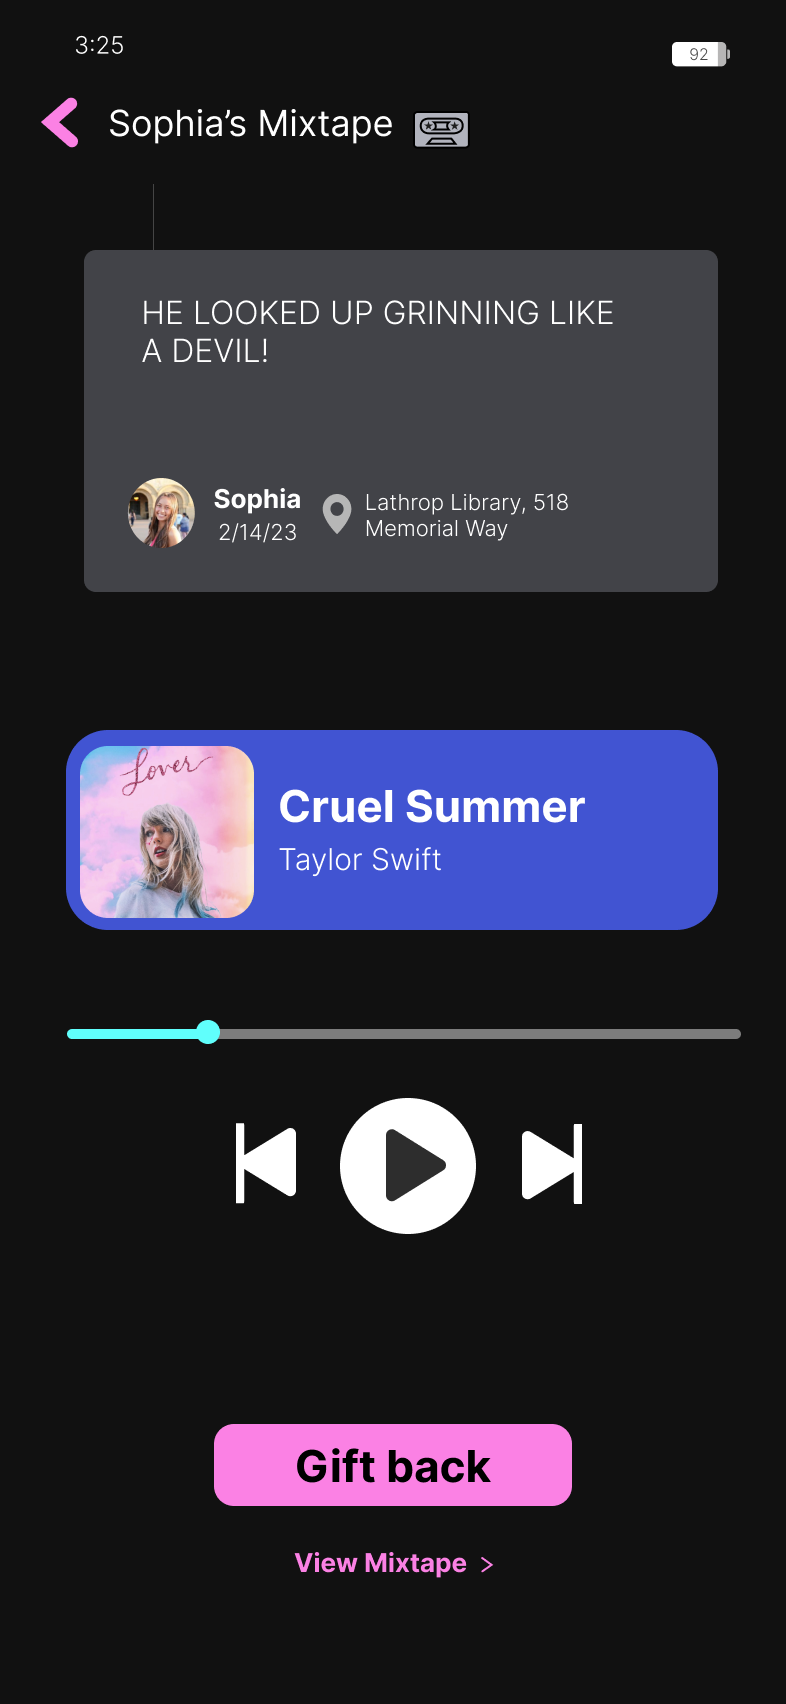 3:25
92
Sophia’s Mixtape
HE LOOKED UP GRINNING LIKE
A DEVIL!
Sophia
2/14/23
Lathrop Library, 518
Memorial Way
Lover
Cruel Summer
Taylor Swift
Gift back
View Mixtape >